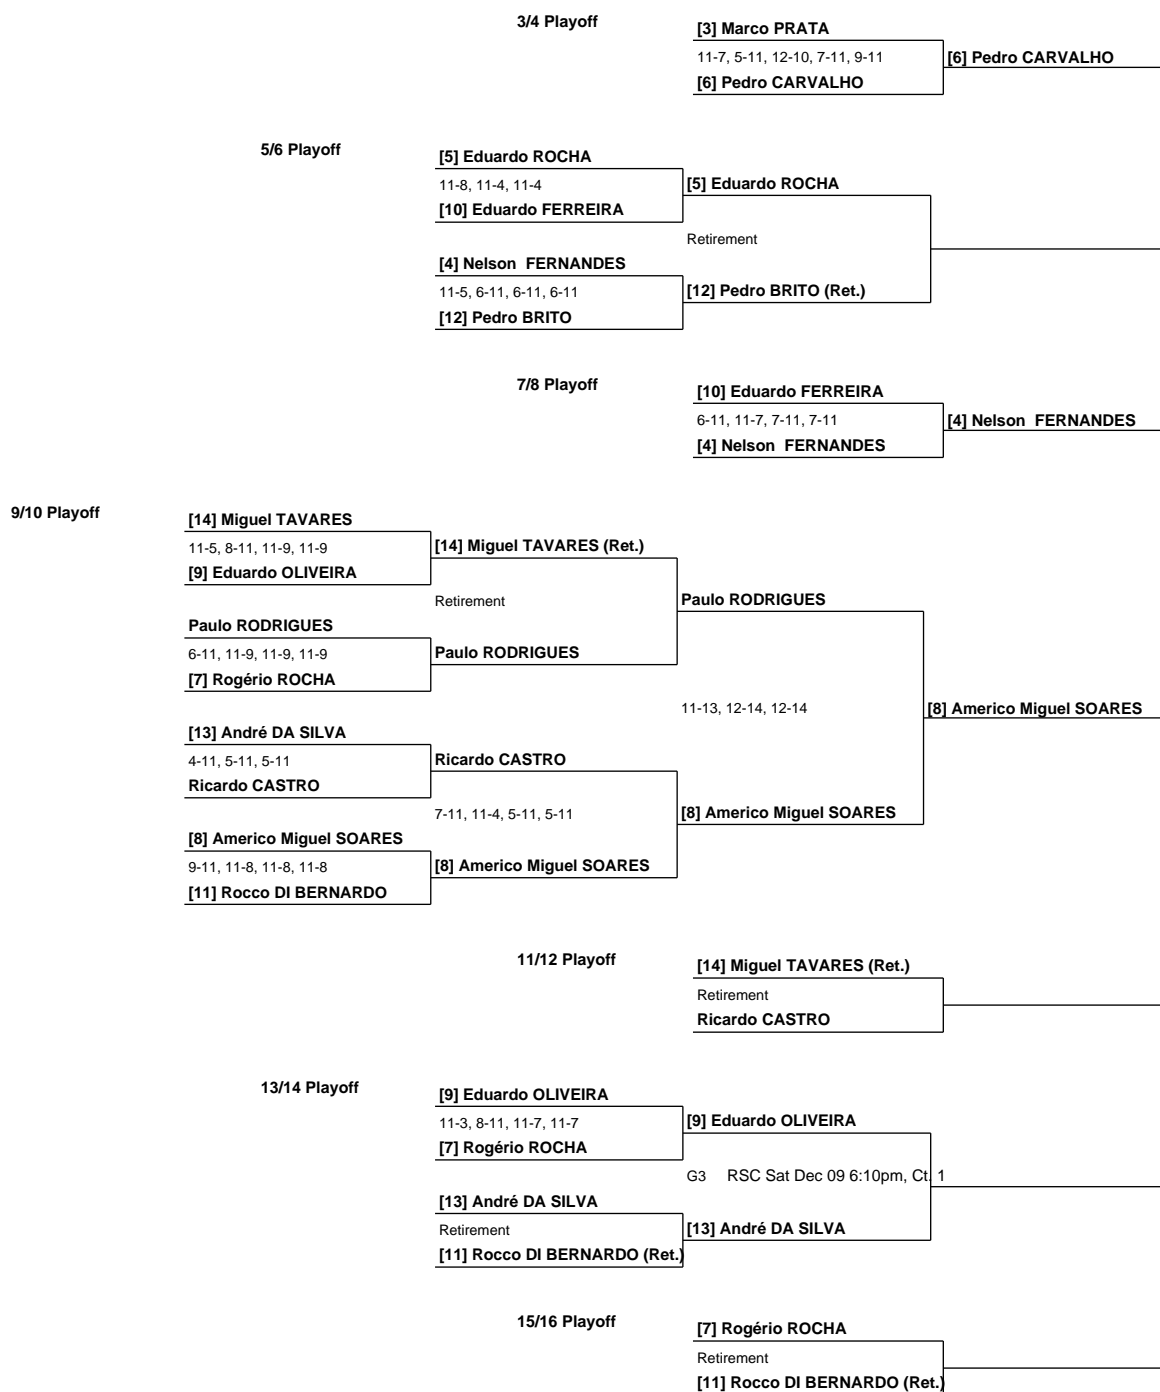 3/4 Playoff
[3] Marco PRATA
11-7, 5-11, 12-10, 7-11, 9-11
[6] Pedro CARVALHO
[6] Pedro CARVALHO
5/6 Playoff
[5] Eduardo ROCHA
11-8, 11-4, 11-4
[5] Eduardo ROCHA
[10] Eduardo FERREIRA
Retirement
[4] Nelson  FERNANDES
11-5, 6-11, 6-11, 6-11
[12] Pedro BRITO (Ret.)
[12] Pedro BRITO
7/8 Playoff
[10] Eduardo FERREIRA
6-11, 11-7, 7-11, 7-11
[4] Nelson  FERNANDES
[4] Nelson  FERNANDES
9/10 Playoff
[14] Miguel TAVARES
11-5, 8-11, 11-9, 11-9
[14] Miguel TAVARES (Ret.)
[9] Eduardo OLIVEIRA
Retirement
Paulo RODRIGUES
Paulo RODRIGUES
6-11, 11-9, 11-9, 11-9
Paulo RODRIGUES
[7] Rogério ROCHA
11-13, 12-14, 12-14
[8] Americo Miguel SOARES
[13] André DA SILVA
4-11, 5-11, 5-11
Ricardo CASTRO
Ricardo CASTRO
7-11, 11-4, 5-11, 5-11
[8] Americo Miguel SOARES
[8] Americo Miguel SOARES
9-11, 11-8, 11-8, 11-8
[8] Americo Miguel SOARES
[11] Rocco DI BERNARDO
11/12 Playoff
[14] Miguel TAVARES (Ret.)
Retirement
Ricardo CASTRO
13/14 Playoff
[9] Eduardo OLIVEIRA
11-3, 8-11, 11-7, 11-7
[9] Eduardo OLIVEIRA
[7] Rogério ROCHA
G3 RSC Sat Dec 09 6:10pm, Ct. 1
[13] André DA SILVA
Retirement
[13] André DA SILVA
[11] Rocco DI BERNARDO (Ret.)
15/16 Playoff
[7] Rogério ROCHA
Retirement
[11] Rocco DI BERNARDO (Ret.)